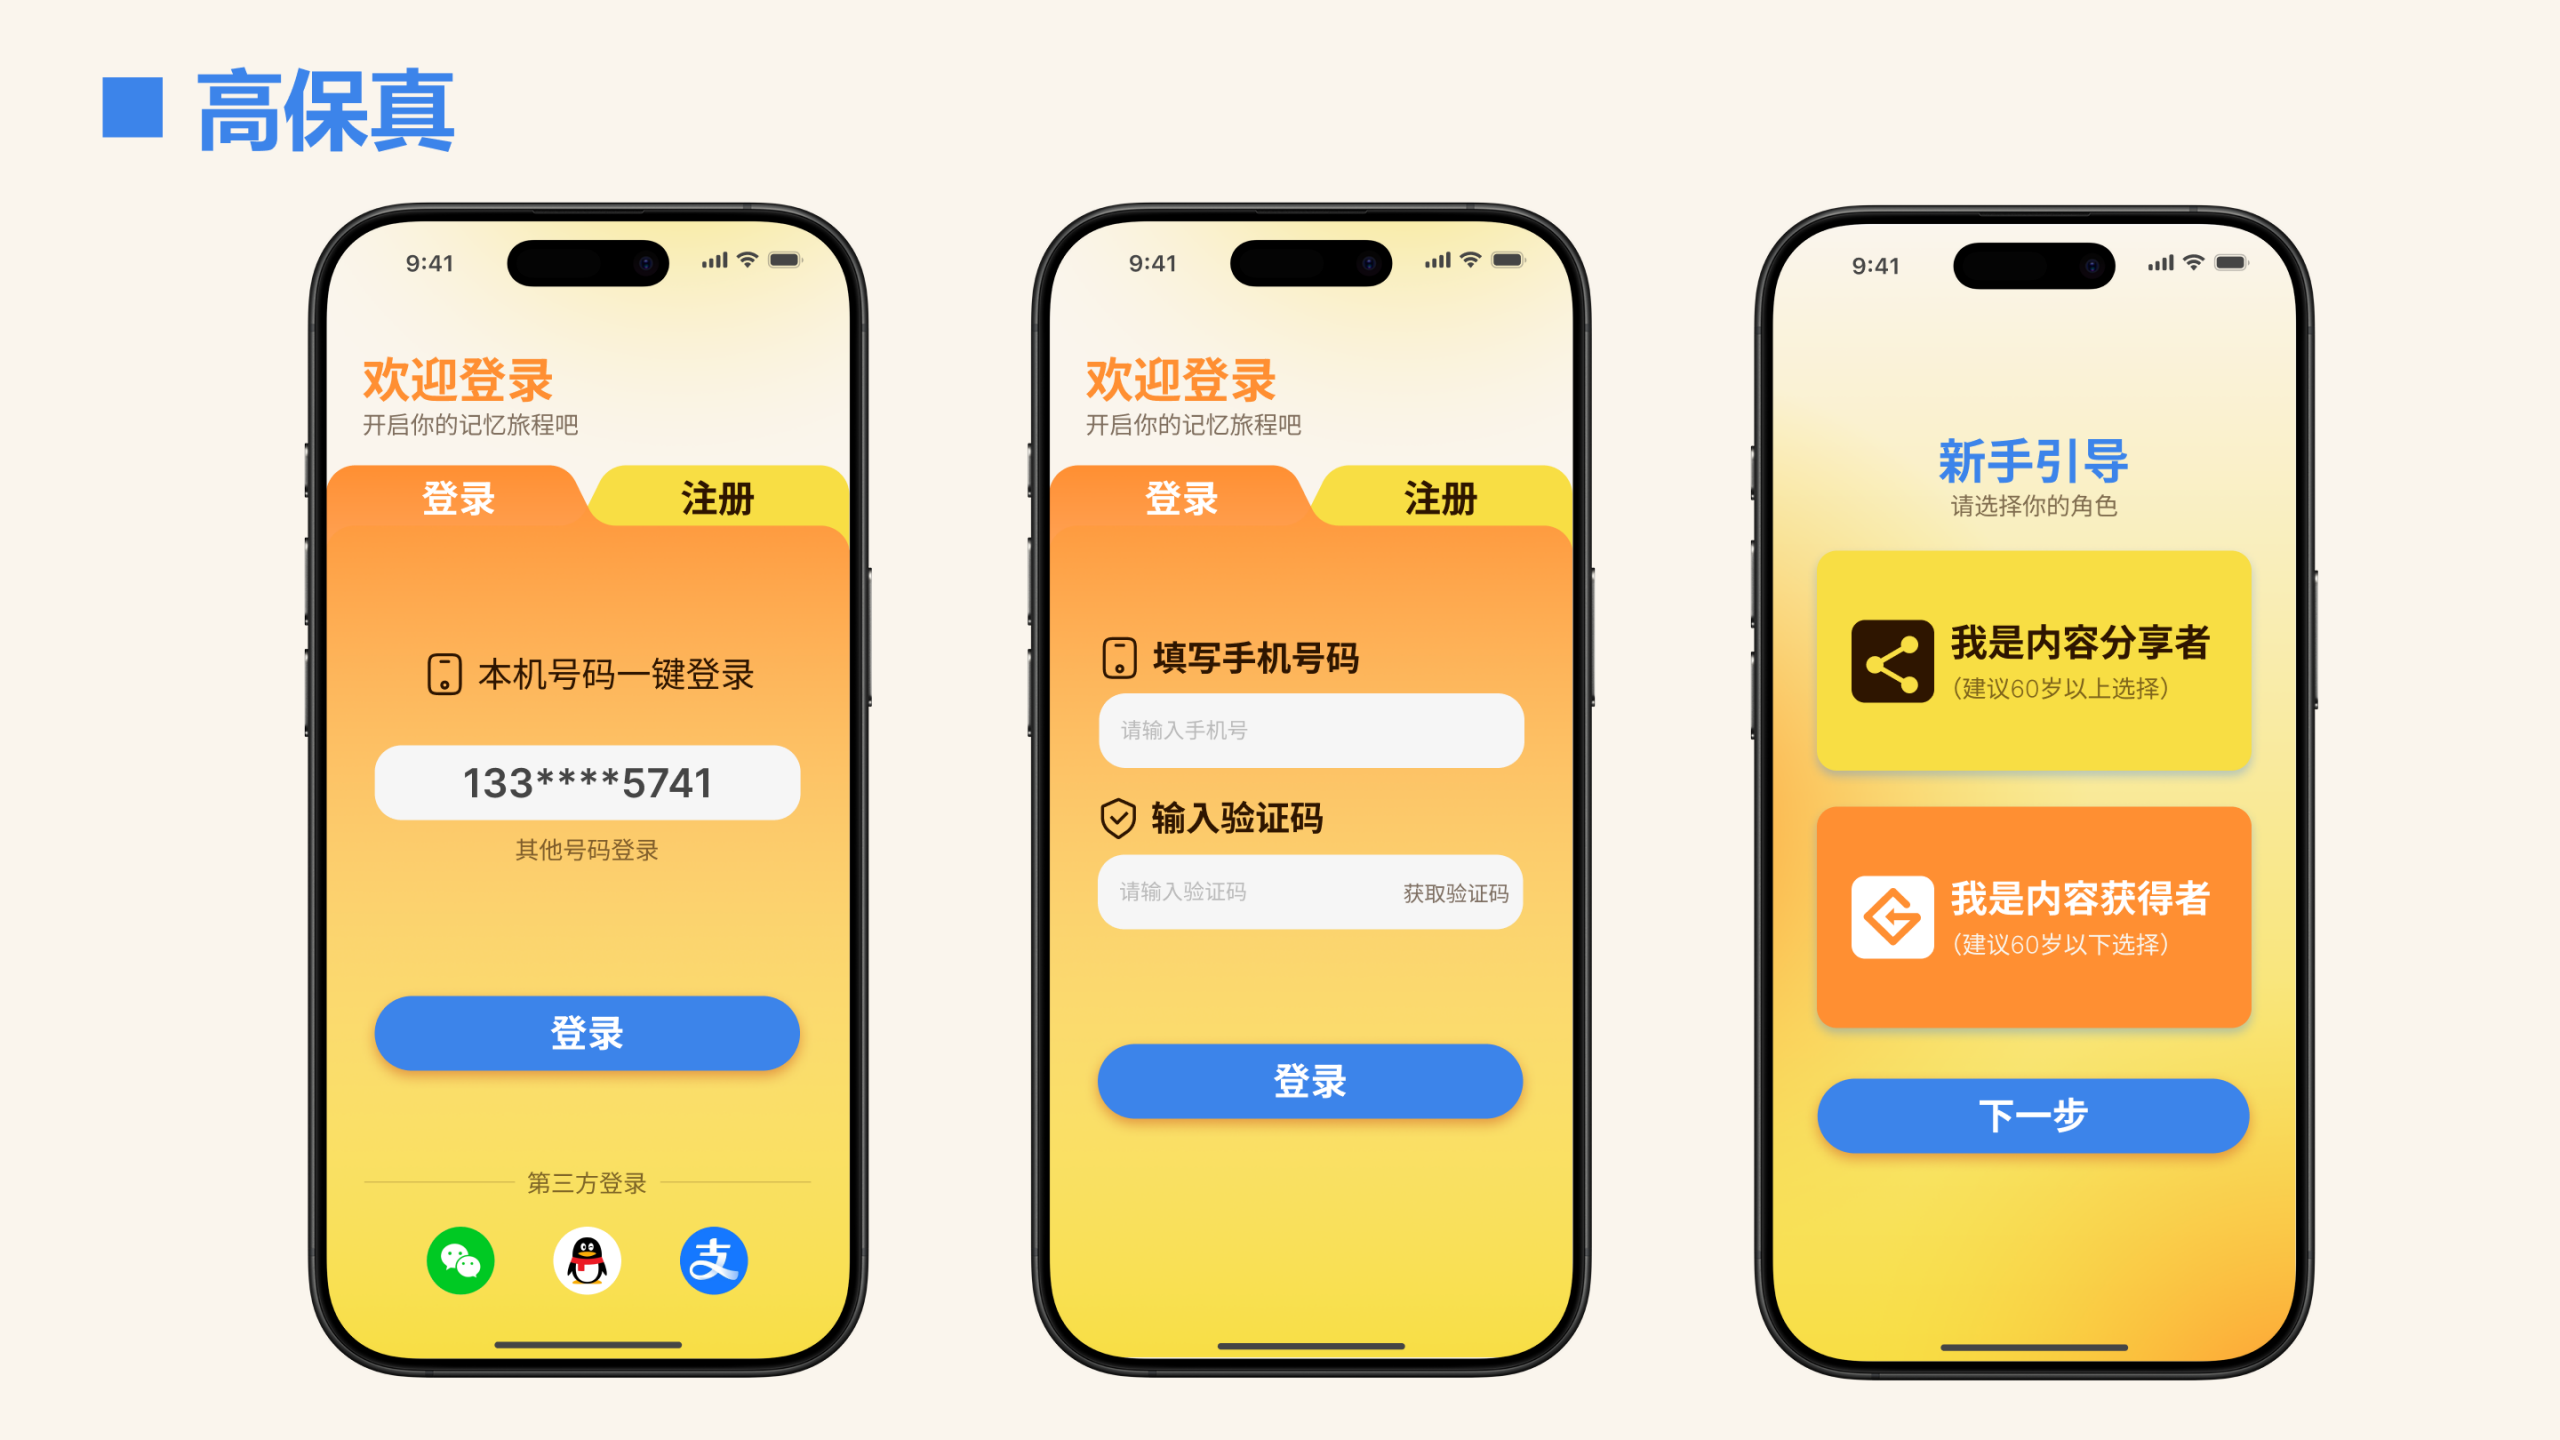 高保真
9:41
欢迎登录
开启你的记忆旅程吧
登录 注册
本机号码一键登录
133****5741
其他号码登录
登录
第三方登录
支
9:41
欢迎登录
开启你的记忆旅程吧
登录 注册
填写手机号码
请输入手机号
输入验证码
请输入验证码 获取验证码
登录
9:41
新手引导
请选择你的角色
我是内容分享者
（建议60岁以上选择）
我是内容获得者
（建议60岁以下选择）
下一步